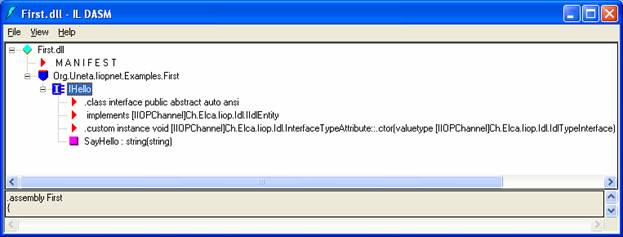 First.dll - IL DASM
File View Help
First.dll
M A N I F E S T
Org.Uneta.Iiopnet.Examples.First
IHello
.class interface public abstract auto ansi
implements [IIOPChannel]Ch.Elca.Iiop.Idl.IIdlEntity
.custom instance void [IIOPChannel]Ch.Elca.Iiop.Idl.InterfaceTypeAttribute::.ctor(valuetype [IIOPChannel]Ch.Elca.Iiop.Idl.IdlTypeInterface)
SayHello : string(string)
.assembly First
{